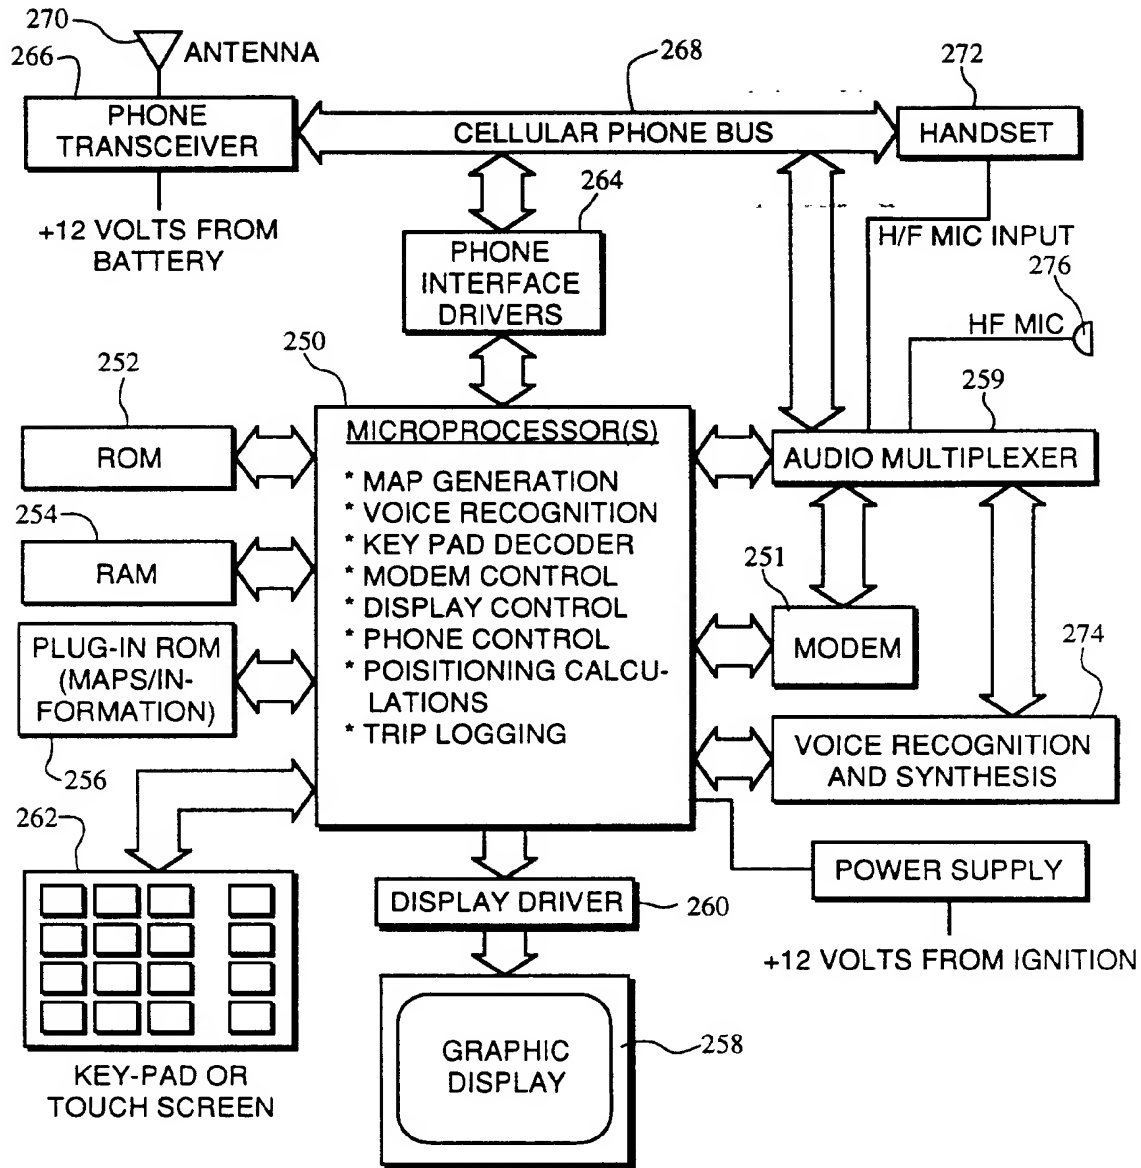 270
ANTENNA
266
268
272
PHONE
TRANSCEIVER
CELLULAR PHONE BUS
HANDSET
264
+12 VOLTS FROM
BATTERY
H/F MIC INPUT
PHONE
INTERFACE
DRIVERS
276
HF MIC
250
252
259
ROM
MICROPROCESSOR(S)
* MAP GENERATION
* VOICE RECOGNITION
* KEY PAD DECODER
* MODEM CONTROL
* DISPLAY CONTROL
* PHONE CONTROL
* POISITIONING CALCU-
LATIONS
* TRIP LOGGING
AUDIO MULTIPLEXER
254
RAM
251
MODEM
PLUG-IN ROM
(MAPS/IN-
FORMATION)
274
256
VOICE RECOGNITION
AND SYNTHESIS
262
POWER SUPPLY
DISPLAY DRIVER
260
+12 VOLTS FROM IGNITION
GRAPHIC
DISPLAY
258
KEY-PAD OR
TOUCH SCREEN